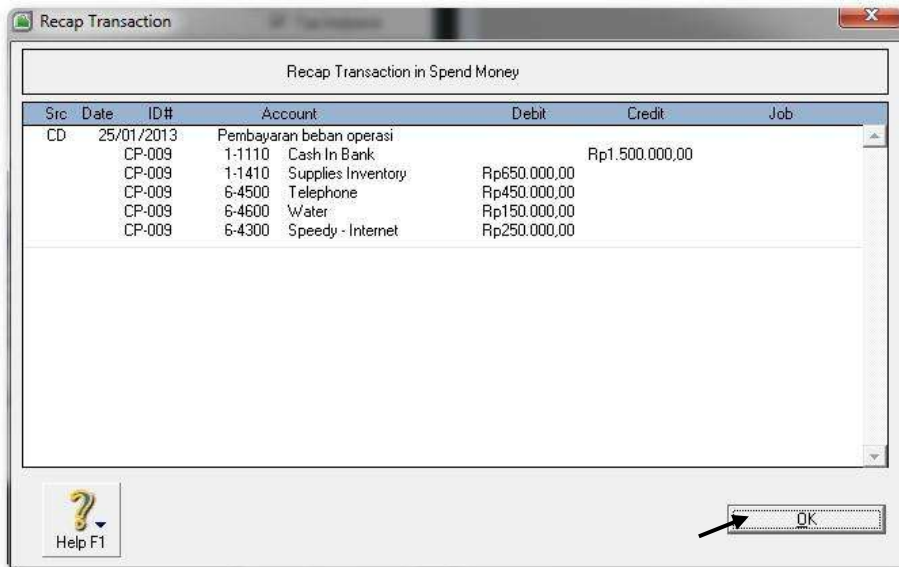 Recap Transaction
Recap Transaction in Spend Money
Src Date ID# Account Debit Credit Job
CD 25/01/2013 Pembayaran beban operasi
CP-009 1-1110 Cash In Bank Rp1.500.000,00
CP-009 1-1410 Supplies Inventory Rp650.000,00
CP-009 6-4500 Telephone Rp450.000,00
CP-009 6-4600 Water Rp150.000,00
CP-009 6-4300 Speedy - Internet Rp250.000,00
Help F1
OK